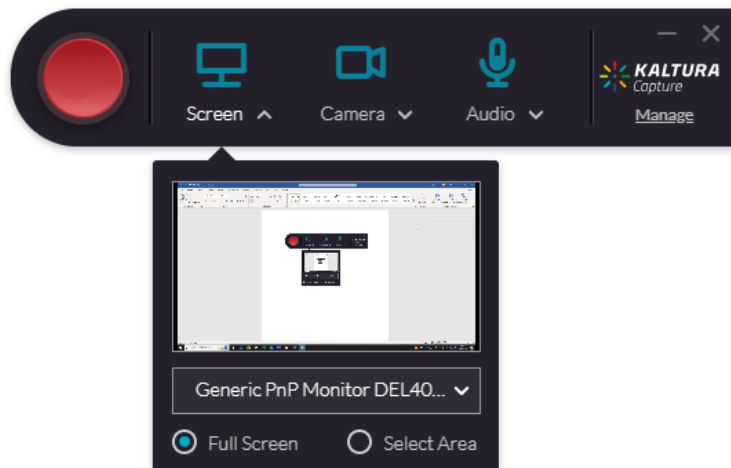 Screen
Camera
Audio
KALTURA
Capture
Manage
Generic PnP Monitor DEL40...
Full Screen
Select Area